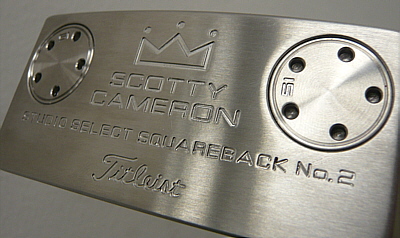 SCOTTY
CAMERON
STUDIO SELECT SQUAREBACK No.2
Titleist